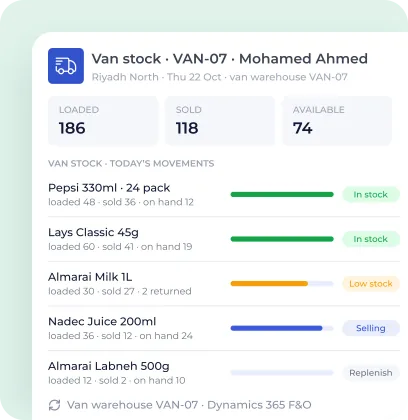 Van stock · VAN-07 · Mohamed Ahmed
Riyadh North · Thu 22 Oct · van warehouse VAN-07
LOADED
186
SOLD
118
AVAILABLE
74
VAN STOCK · TODAY'S MOVEMENTS
Pepsi 330ml · 24 pack
loaded 48 · sold 36 · on hand 12
In stock
Lays Classic 45g
loaded 60 · sold 41 · on hand 19
In stock
Almarai Milk 1L
loaded 30 · sold 27 · 2 returned
Low stock
Nadec Juice 200ml
loaded 36 · sold 12 · on hand 24
Selling
Almarai Labneh 500g
loaded 12 · sold 2 · on hand 10
Replenish
Van warehouse VAN-07 · Dynamics 365 F&O